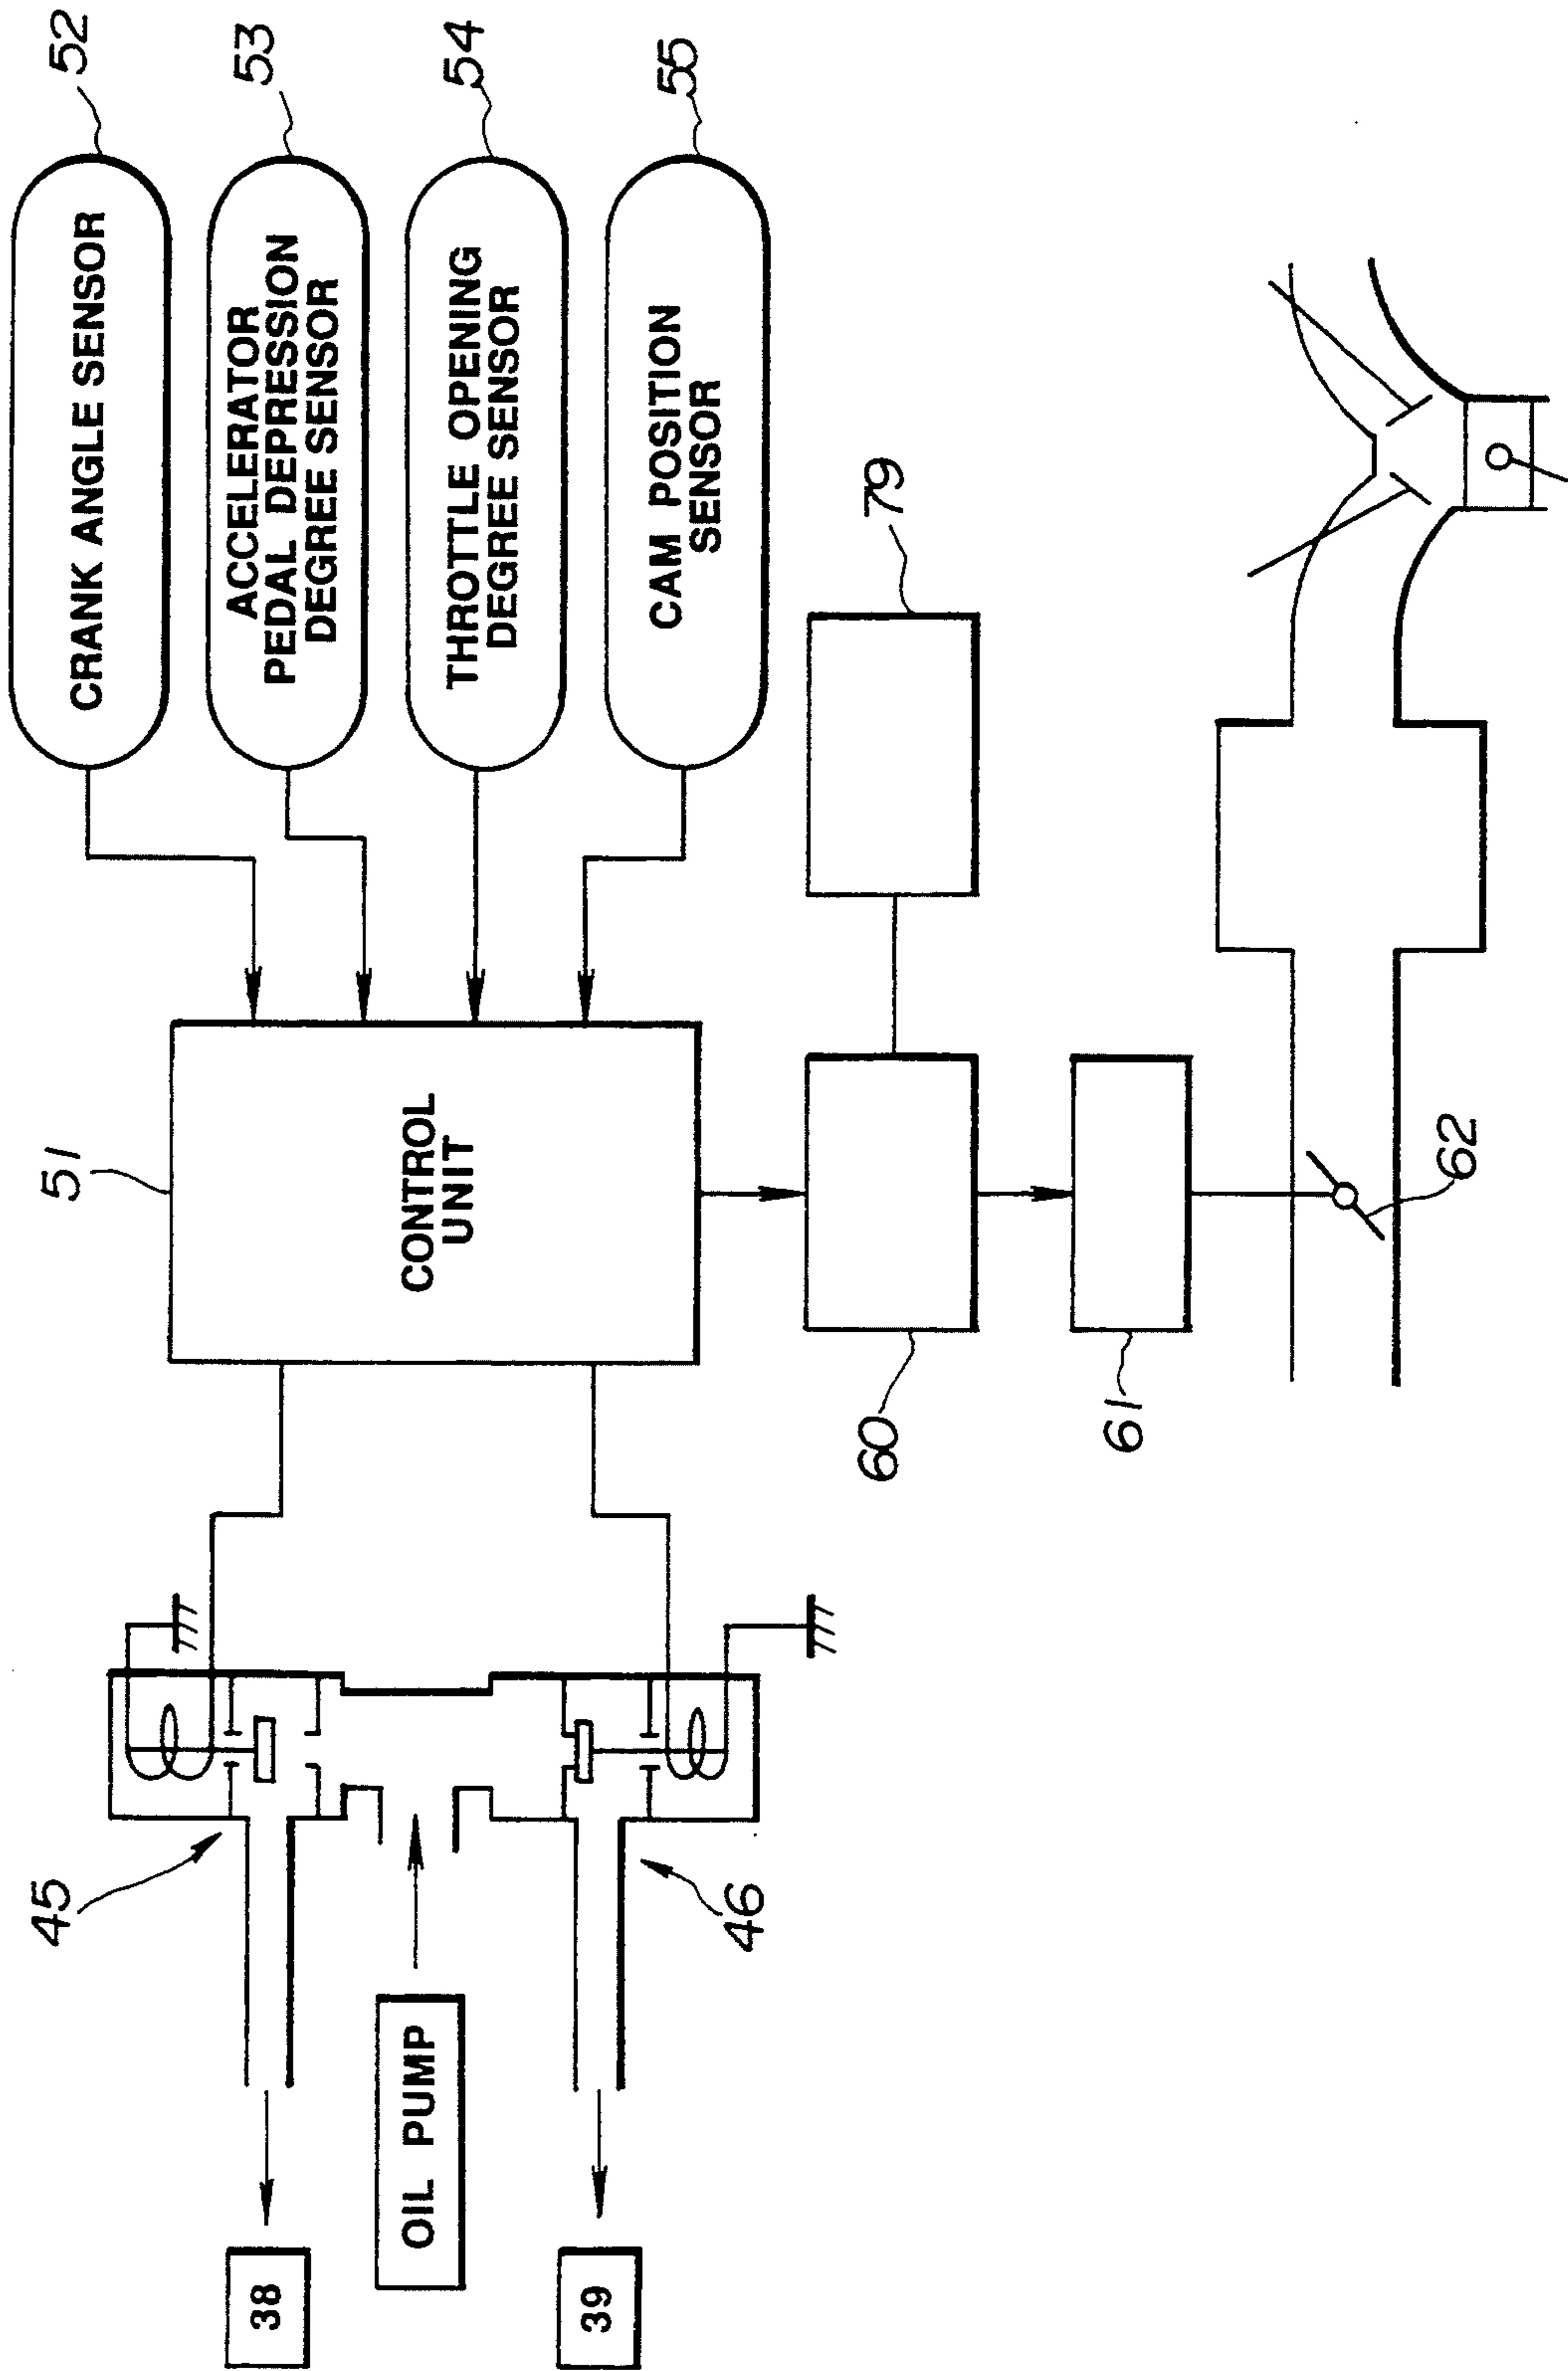 52
CRANK ANGLE SENSOR
53
ACCELERATOR
PEDAL DEPRESSION
DEGREE SENSOR
54
THROTTLE OPENING
DEGREE SENSOR
55
CAM POSITION
SENSOR
51
CONTROL
UNIT
79
60
61
62
45
46
OIL PUMP
38
39